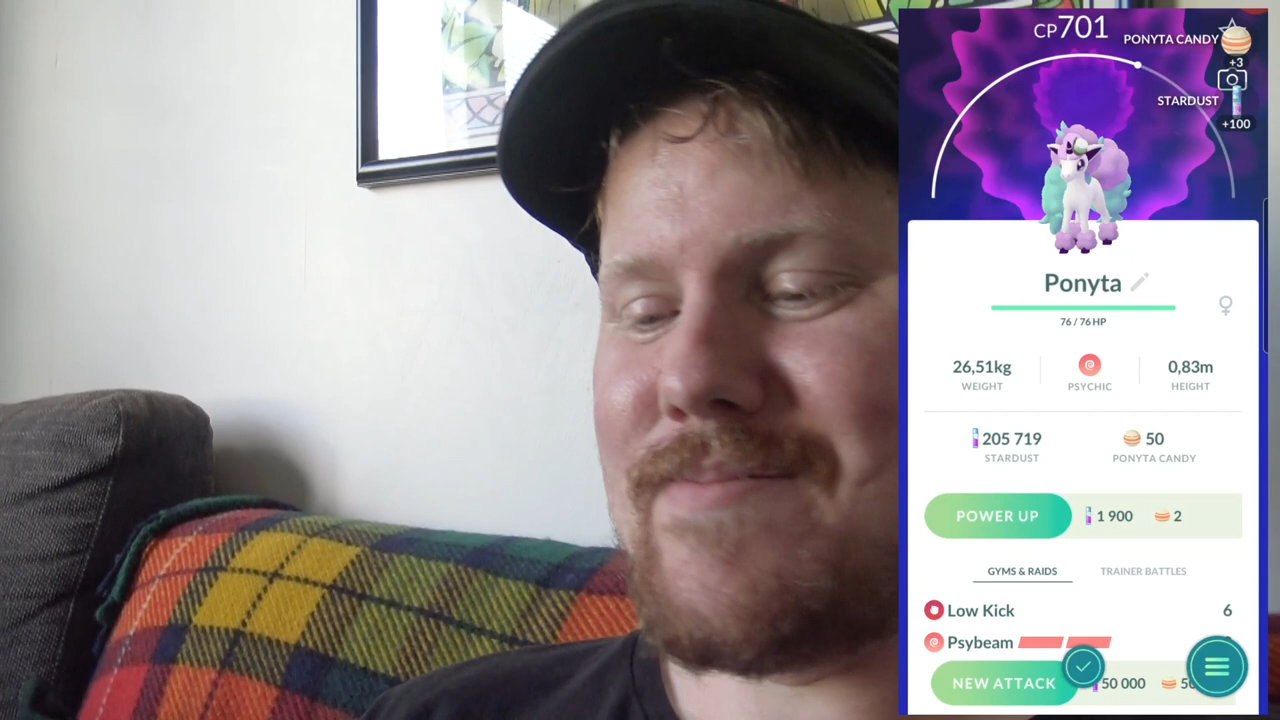 CP701
PONYTA CANDY
+3
STARDUST
+100
Ponyta
76 / 76 HP
26,51kg
WEIGHT
PSYCHIC
0,83m
HEIGHT
205 719
STARDUST
50
PONYTA CANDY
POWER UP
1 900
2
GYMS & RAIDS
TRAINER BATTLES
Low Kick
6
Psybeam
NEW ATTACK
50 000